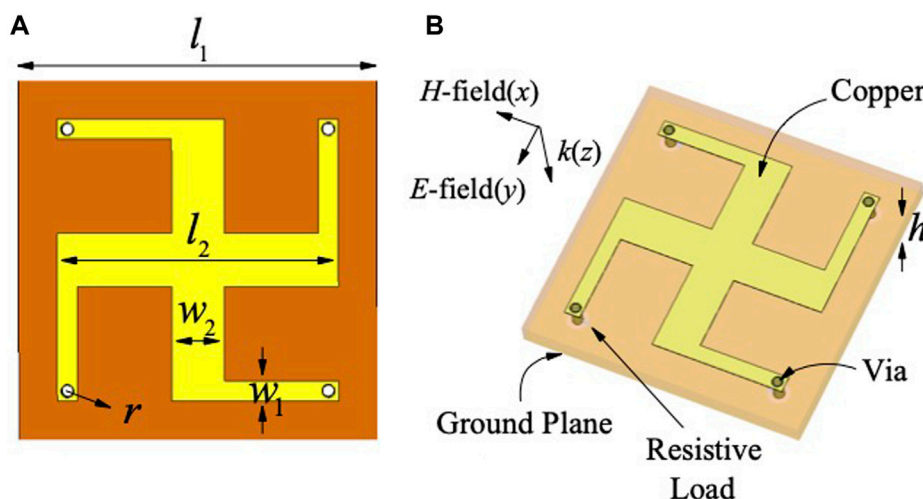 A
l₁
l₂
w₂
w₁
r
B
H-field(x)
k(z)
E-field(y)
Copper
h
Via
Ground Plane
Resistive
Load